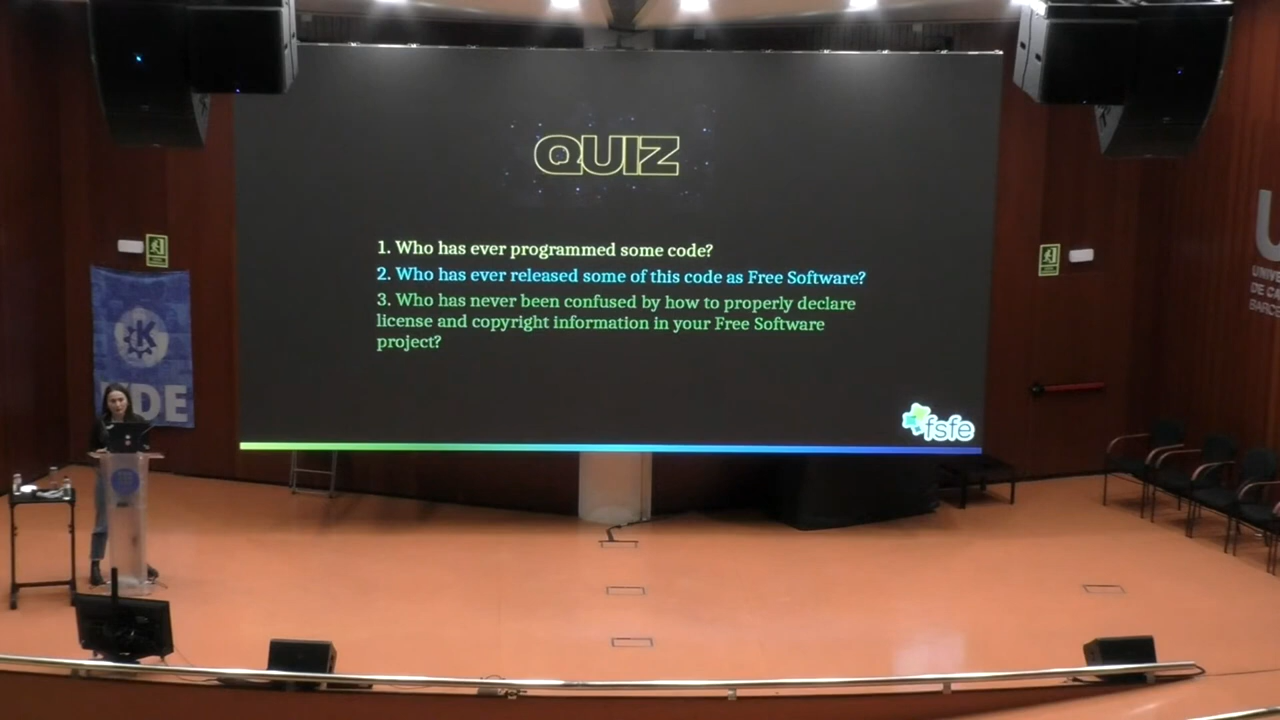 QUIZ
1. Who has ever programmed some code?
2. Who has ever released some of this code as Free Software?
3. Who has never been confused by how to properly declare
license and copyright information in your Free Software
project?
fsfe
K
KDE
U
UNIV
DE